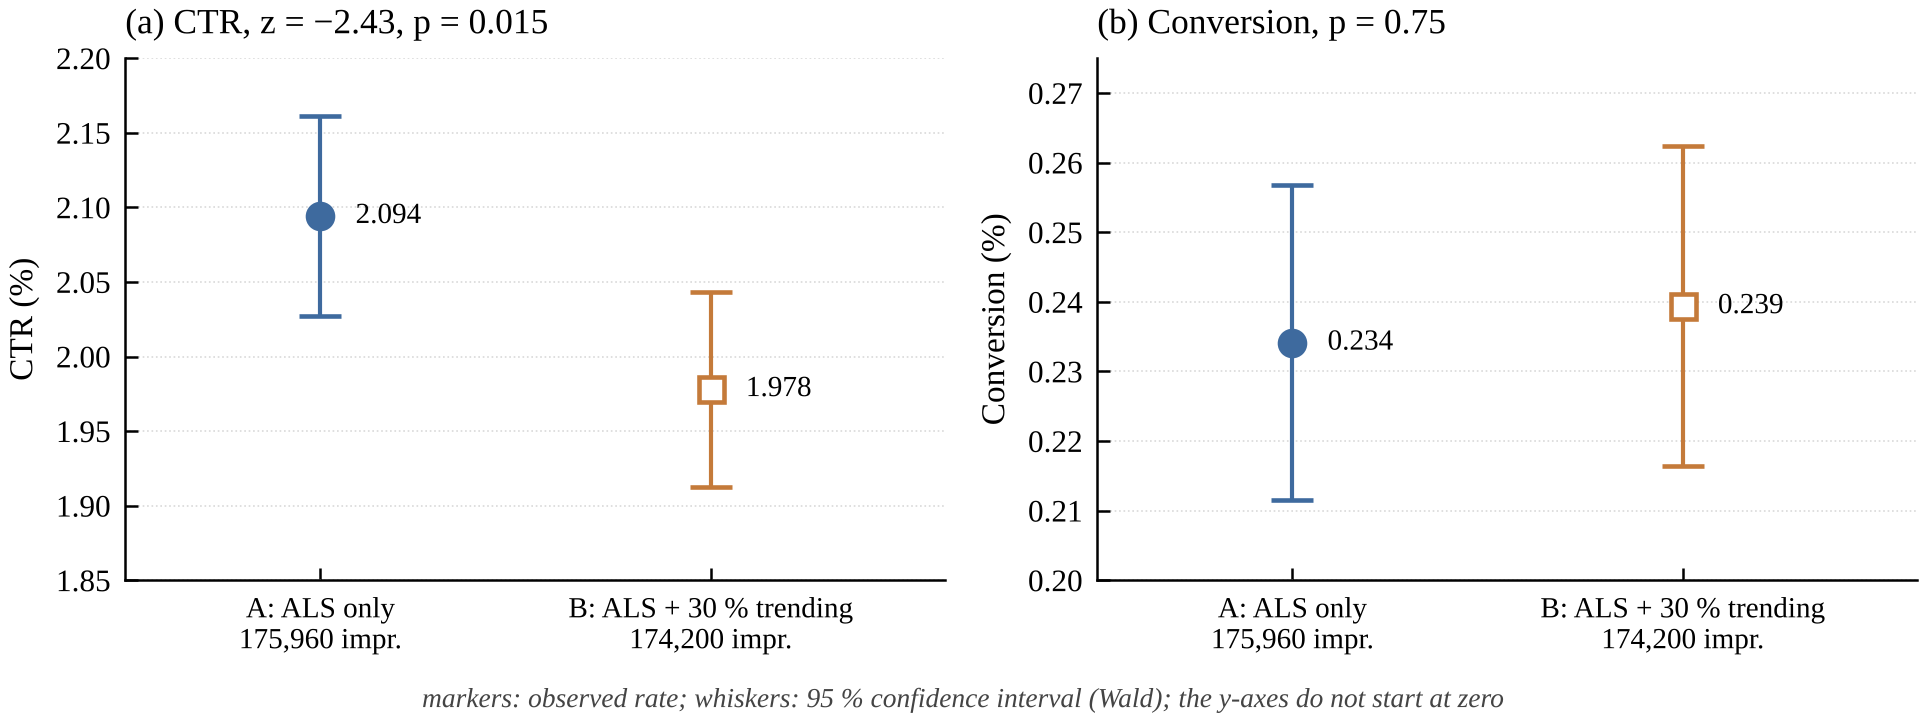 (a) CTR, z = −2.43, p = 0.015
CTR (%)
2.20
2.15
2.10
2.05
2.00
1.95
1.90
1.85
2.094
1.978
A: ALS only
175,960 impr.
B: ALS + 30 % trending
174,200 impr.
(b) Conversion, p = 0.75
Conversion (%)
0.27
0.26
0.25
0.24
0.23
0.22
0.21
0.20
0.234
0.239
A: ALS only
175,960 impr.
B: ALS + 30 % trending
174,200 impr.
markers: observed rate; whiskers: 95 % confidence interval (Wald); the y-axes do not start at zero